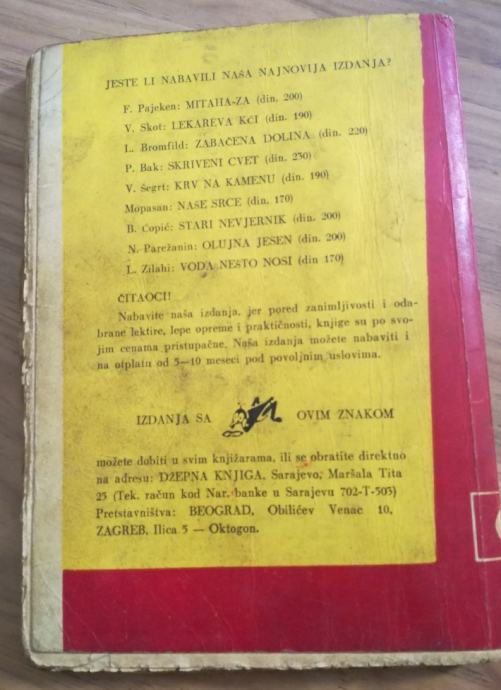 JESTE LI NABAVILI NAŠA NAJNOVIJA IZDANJA?
F. Pajeken: MITAHA-ZA (din. 200)
V. Skot: LEKAREVA KĆI (din. 190)
L. Bromfild: ZABAČENA DOLINA (din. 220)
P. Bak: SKRIVENI CVET (din. 230)
V. Šegrt: KRV NA KAMENU (din. 190)
Mopasan: NAŠE SRCE (din. 170)
B. Ćopić: STARI NEVJERNIK (din. 200)
N. Parežanin: OLUJNA JESEN (din. 200)
L. Zilahi: VODA NEŠTO NOSI (din 170)
ČITAOCI!
Nabavite naša izdanja, jer pored zanimljivosti i oda-
brane lektire, lepe opreme i praktičnosti, knjige su po svo-
jim cenama pristupačne. Naša izdanja možete nabaviti i
na otplatu od 5—10 meseci pod povoljnim uslovima.
IZDANJA SA OVIM ZNAKOM
možete dobiti u svim knjižarama, ili se obratite direktno
na adresu: DŽEPNA KNJIGA, Sarajevo, Maršala Tita
25 (Tek. račun kod Nar. banke u Sarajevu 702-T-503)
Pretstavništva: BEOGRAD, Obilićev Venac 10,
ZAGREB, Ilica 5 — Oktogon.